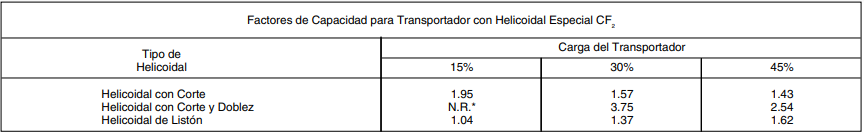 Factores de Capacidad para Transportador con Helicoidal Especial CF2
Tipo de Helicoidal Carga del Transportador
15% 30% 45%
Helicoidal con Corte 1.95 1.57 1.43
Helicoidal con Corte y Doblez N.R.* 3.75 2.54
Helicoidal de Listón 1.04 1.37 1.62